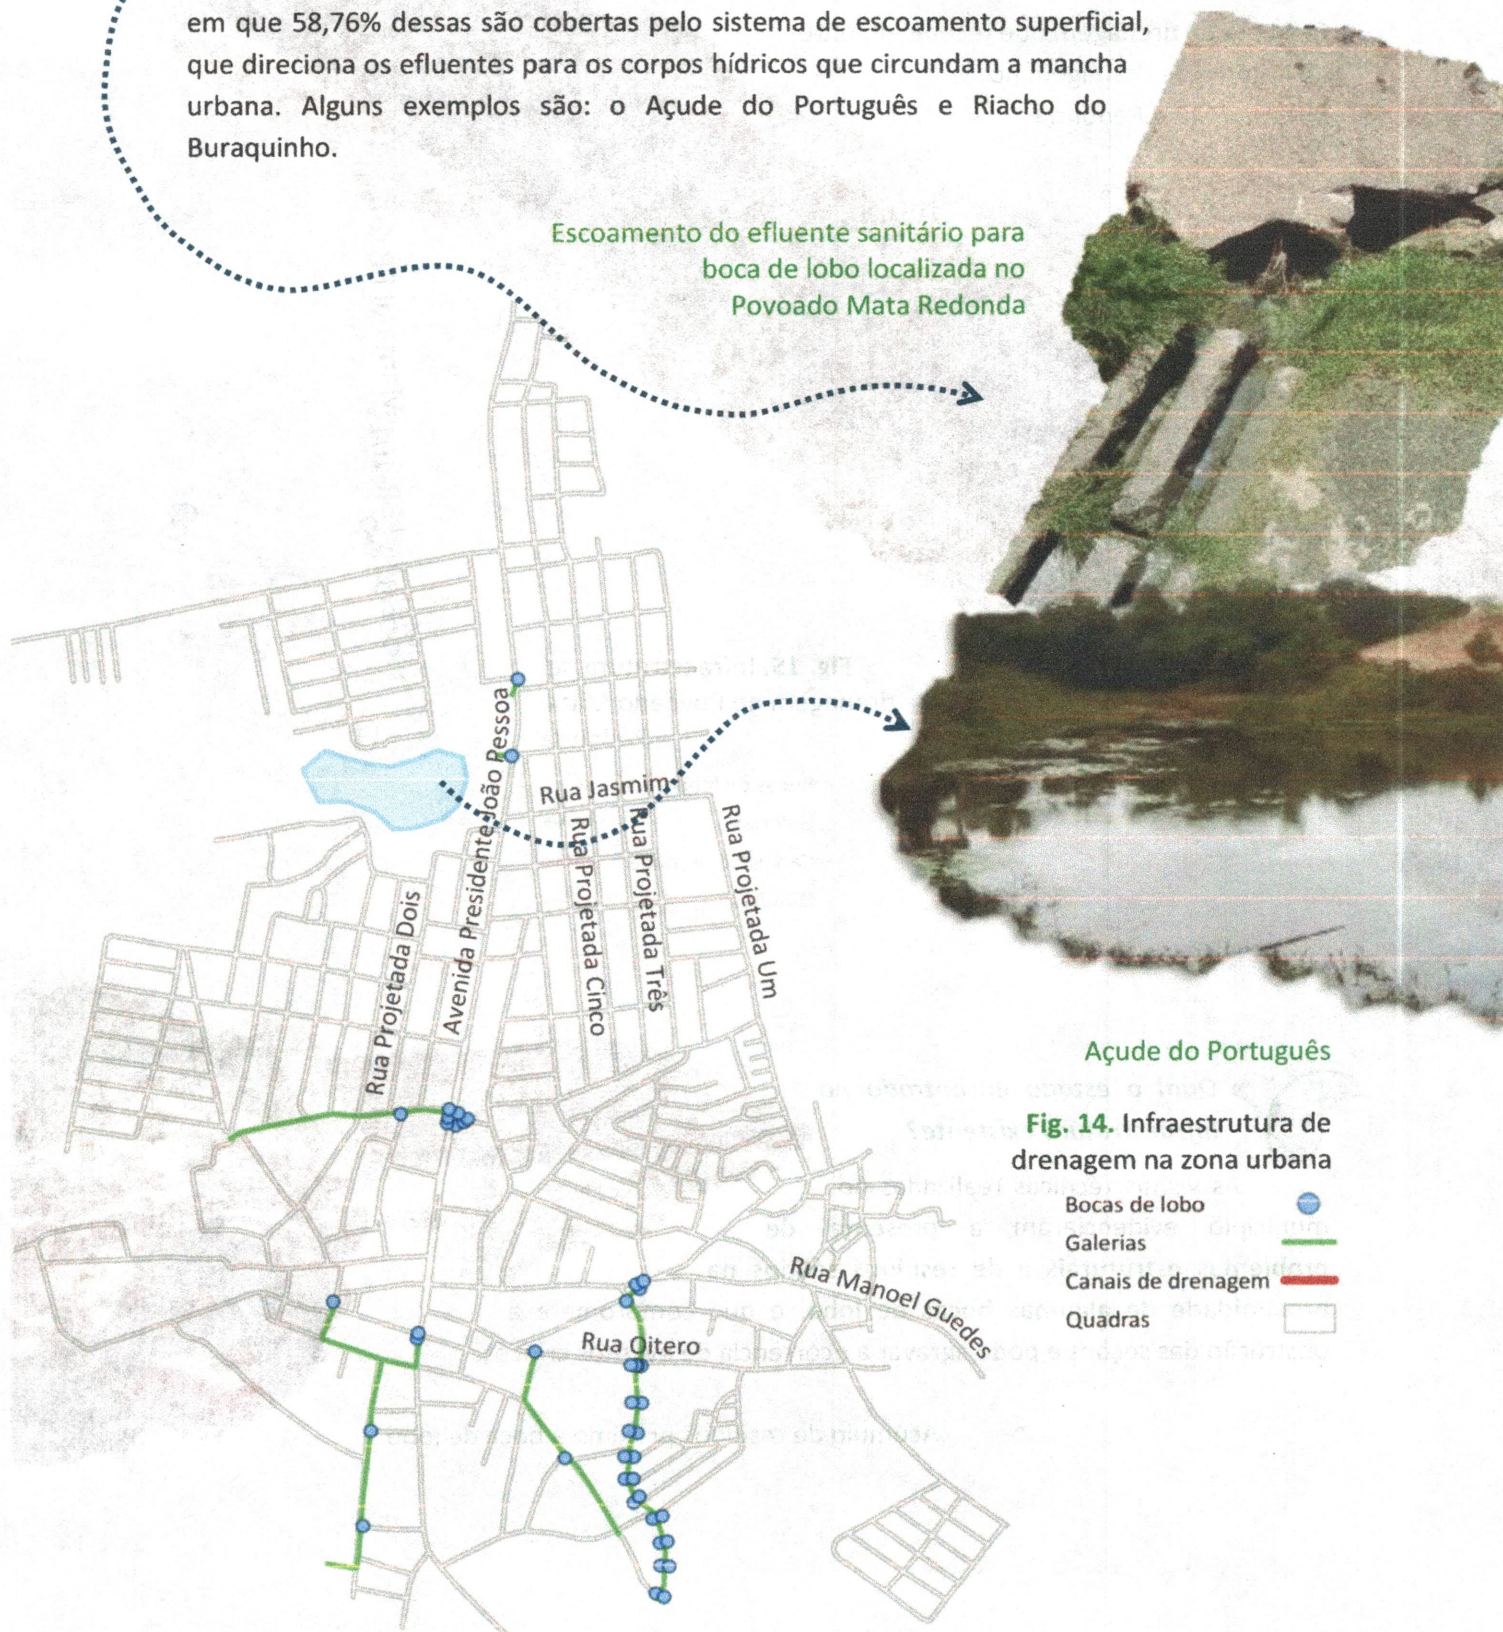 em que 58,76% dessas são cobertas pelo sistema de escoamento superficial,
que direciona os efluentes para os corpos hídricos que circundam a mancha
urbana. Alguns exemplos são: o Açude do Português e Riacho do
Buraquinho.
Escoamento do efluente sanitário para
boca de lobo localizada no
Povoado Mata Redonda
Avenida Presidente João Pessoa
Rua Jasmim
Rua Projetada Dois
Rua Projetada Cinco
Rua Projetada Três
Rua Projetada Um
Açude do Português
Fig. 14. Infraestrutura de
drenagem na zona urbana
Bocas de lobo
Galerias
Canais de drenagem
Quadras
Rua Manoel Guedes
Rua Oitero